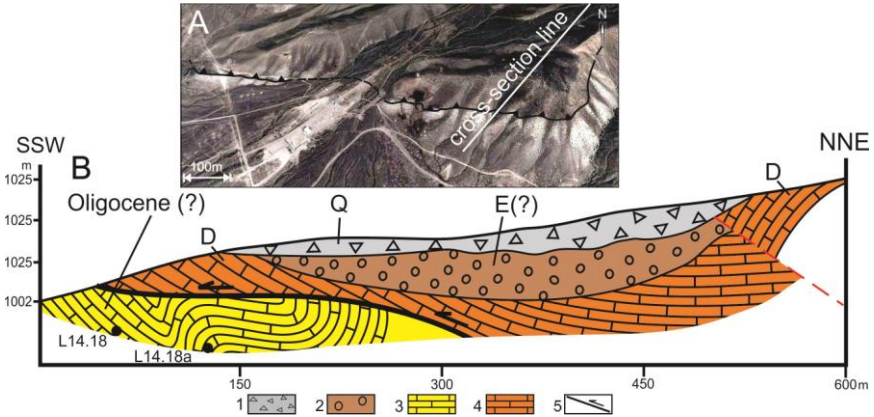 A
N
cross-section line
100m
SSW
NNE
m
B
1025
1025
1025
1002
Oligocene (?)
D
Q
E(?)
D
L14.18
L14.18a
150
300
450
600m
1
2
3
4
5